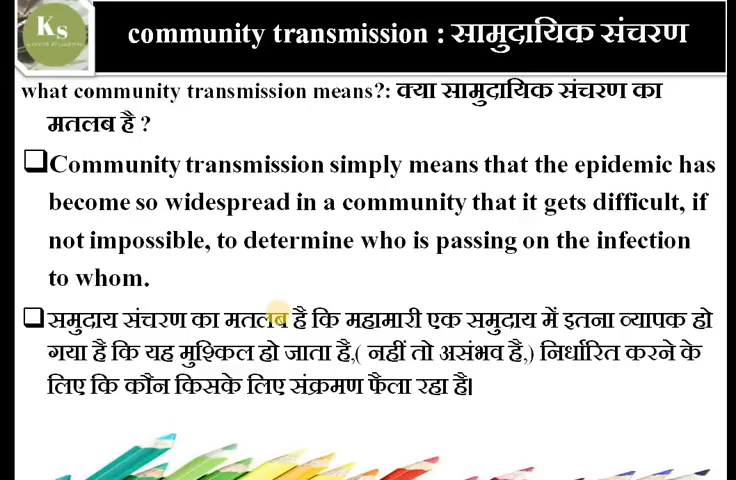 Ks
community transmission : सामुदायिक संचरण
what community transmission means?: क्या सामुदायिक संचरण का
मतलब है ?
Community transmission simply means that the epidemic has
become so widespread in a community that it gets difficult, if
not impossible, to determine who is passing on the infection
to whom.
समुदाय संचरण का मतलब है कि महामारी एक समुदाय में इतना व्यापक हो
गया है कि यह मुश्किल हो जाता है,( नहीं तो असंभव है,) निर्धारित करने के
लिए कि कौन किसके लिए संक्रमण फैला रहा है।